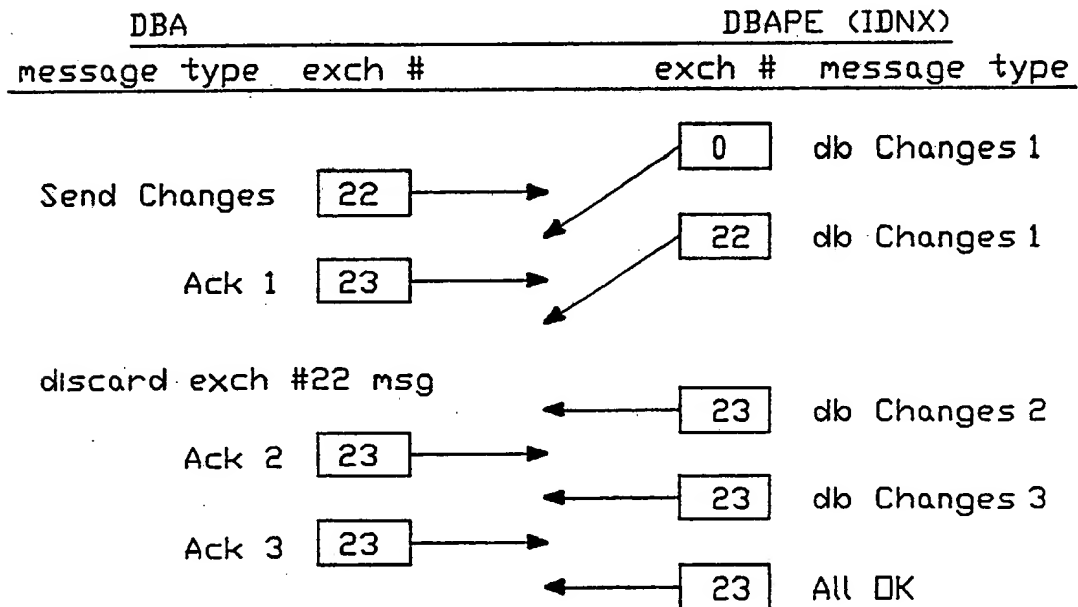 DBA DBAPE (IDNX)
message type exch # exch # message type
0 db Changes 1
Send Changes 22
22 db Changes 1
Ack 1 23
discard exch #22 msg
23 db Changes 2
Ack 2 23
23 db Changes 3
Ack 3 23
23 All OK